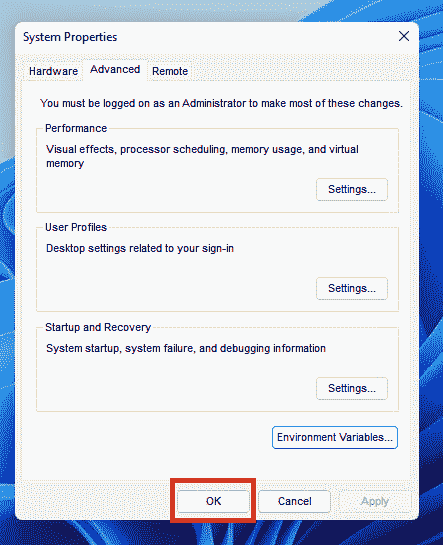 System Properties
Hardware Advanced Remote
You must be logged on as an Administrator to make most of these changes.
Performance
Visual effects, processor scheduling, memory usage, and virtual
memory
Settings...
User Profiles
Desktop settings related to your sign-in
Settings...
Startup and Recovery
System startup, system failure, and debugging information
Settings...
Environment Variables...
OK Cancel Apply